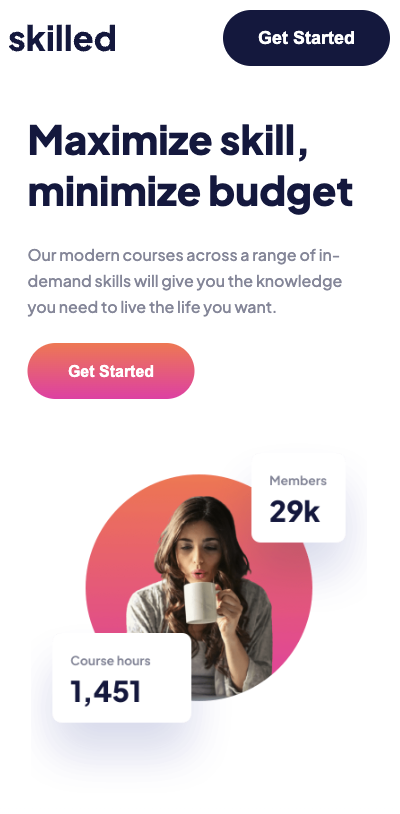 skilled
Get Started
Maximize skill,
minimize budget
Our modern courses across a range of in-
demand skills will give you the knowledge
you need to live the life you want.
Get Started
Members
29k
Course hours
1,451